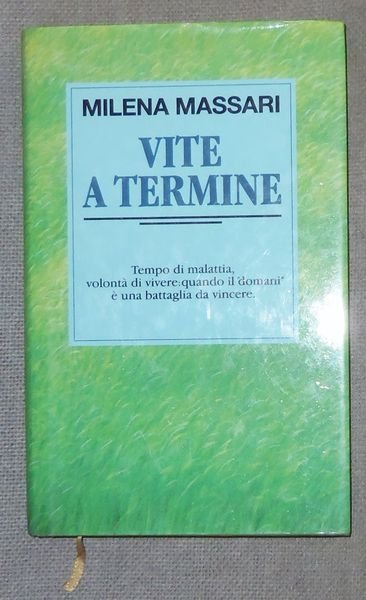 MILENA MASSARI
VITE
A TERMINE
Tempo di malattia,
volontà di vivere: quando il "domani"
è una battaglia da vincere.